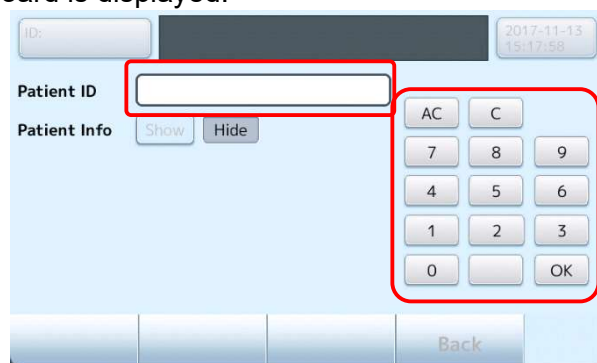 card is displayed.
ID:
2017-11-13
15:17:58
Patient ID
Patient Info Show Hide
AC C
7 8 9
4 5 6
1 2 3
0 OK
Back